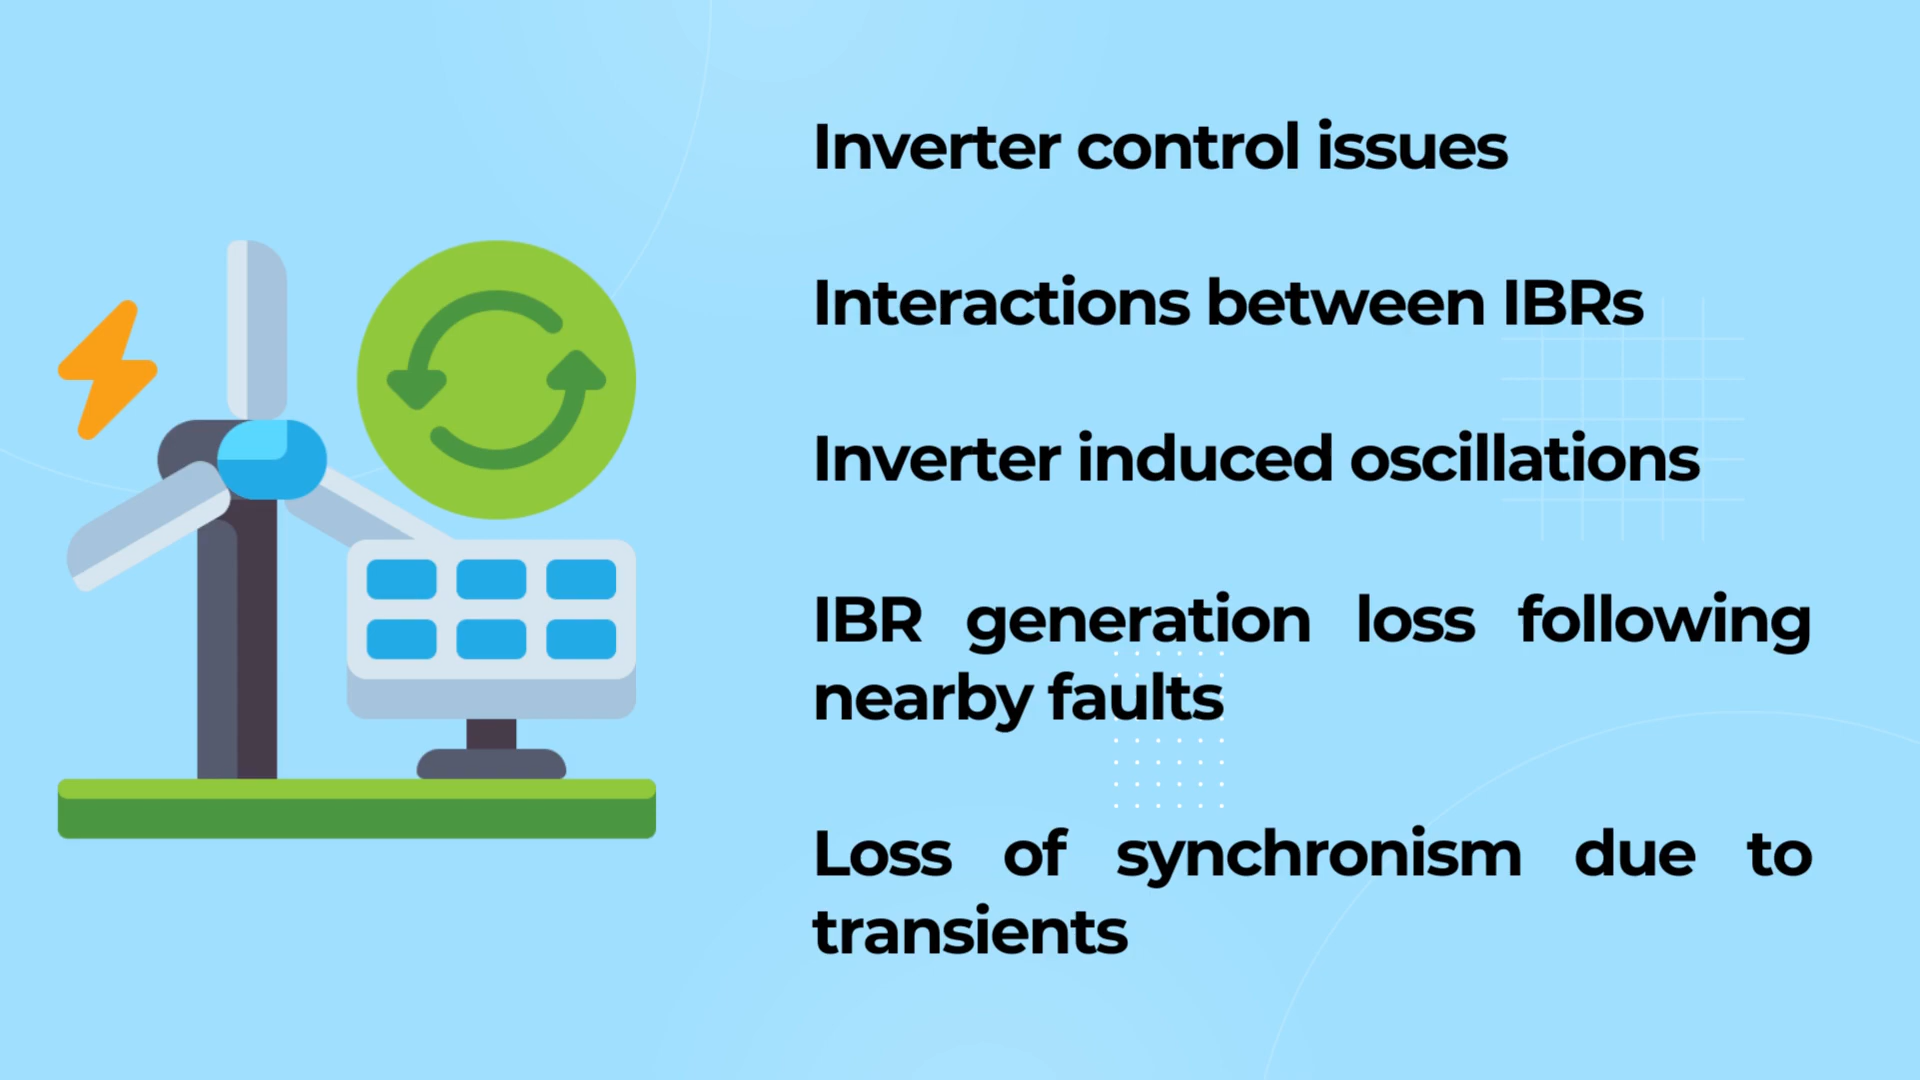 Inverter control issues
Interactions between IBRs
Inverter induced oscillations
IBR generation loss following
nearby faults
Loss of synchronism due to
transients